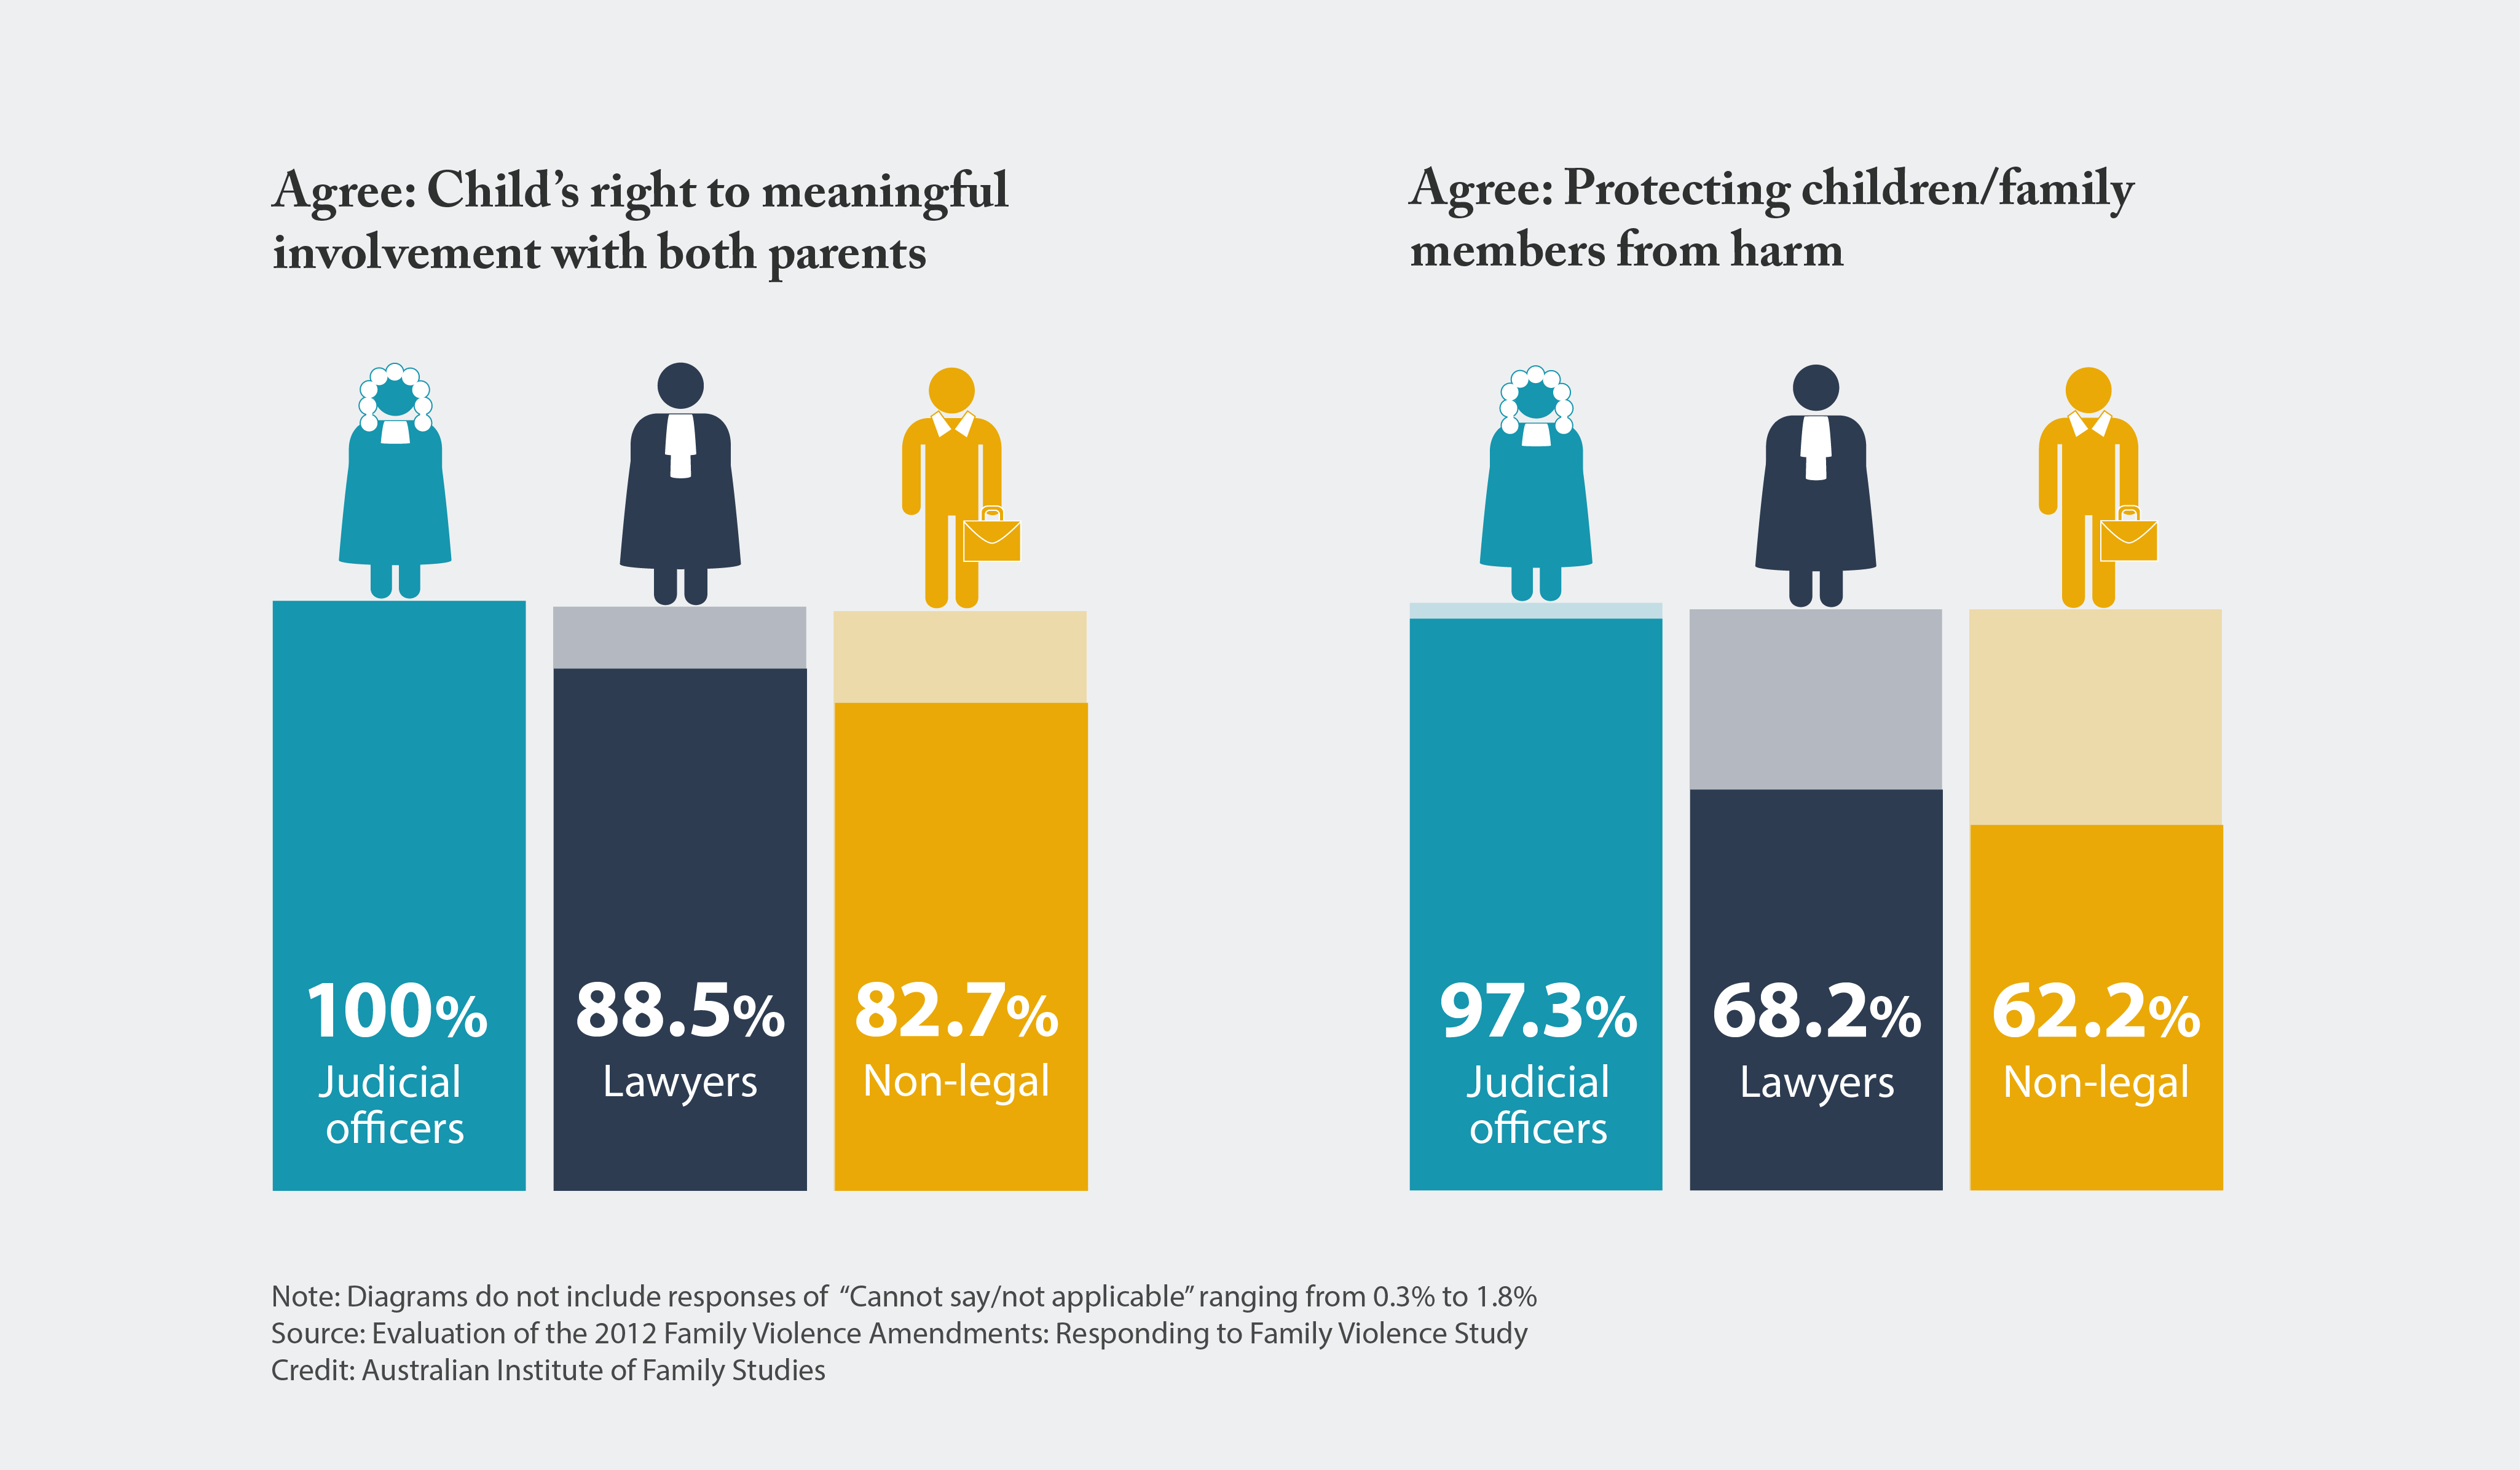 Agree: Child’s right to meaningful
involvement with both parents
100%
Judicial
officers
88.5%
Lawyers
82.7%
Non-legal
Agree: Protecting children/family
members from harm
97.3%
Judicial
officers
68.2%
Lawyers
62.2%
Non-legal
Note: Diagrams do not include responses of “Cannot say/not applicable” ranging from 0.3% to 1.8%
Source: Evaluation of the 2012 Family Violence Amendments: Responding to Family Violence Study
Credit: Australian Institute of Family Studies